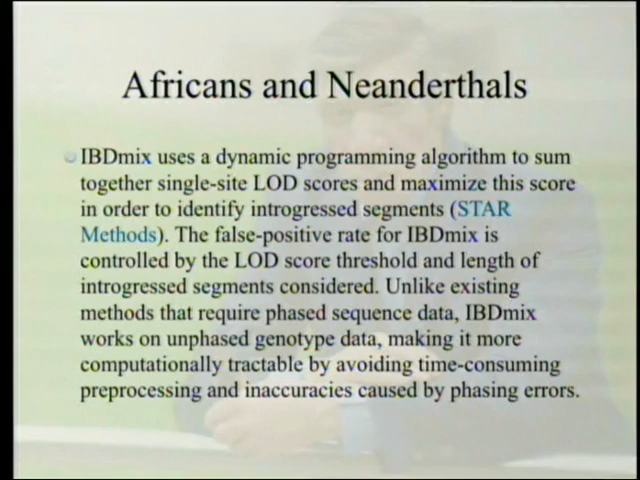 Africans and Neanderthals
IBDmix uses a dynamic programming algorithm to sum
together single-site LOD scores and maximize this score
in order to identify introgressed segments (STAR
Methods). The false-positive rate for IBDmix is
controlled by the LOD score threshold and length of
introgressed segments considered. Unlike existing
methods that require phased sequence data, IBDmix
works on unphased genotype data, making it more
computationally tractable by avoiding time-consuming
preprocessing and inaccuracies caused by phasing errors.